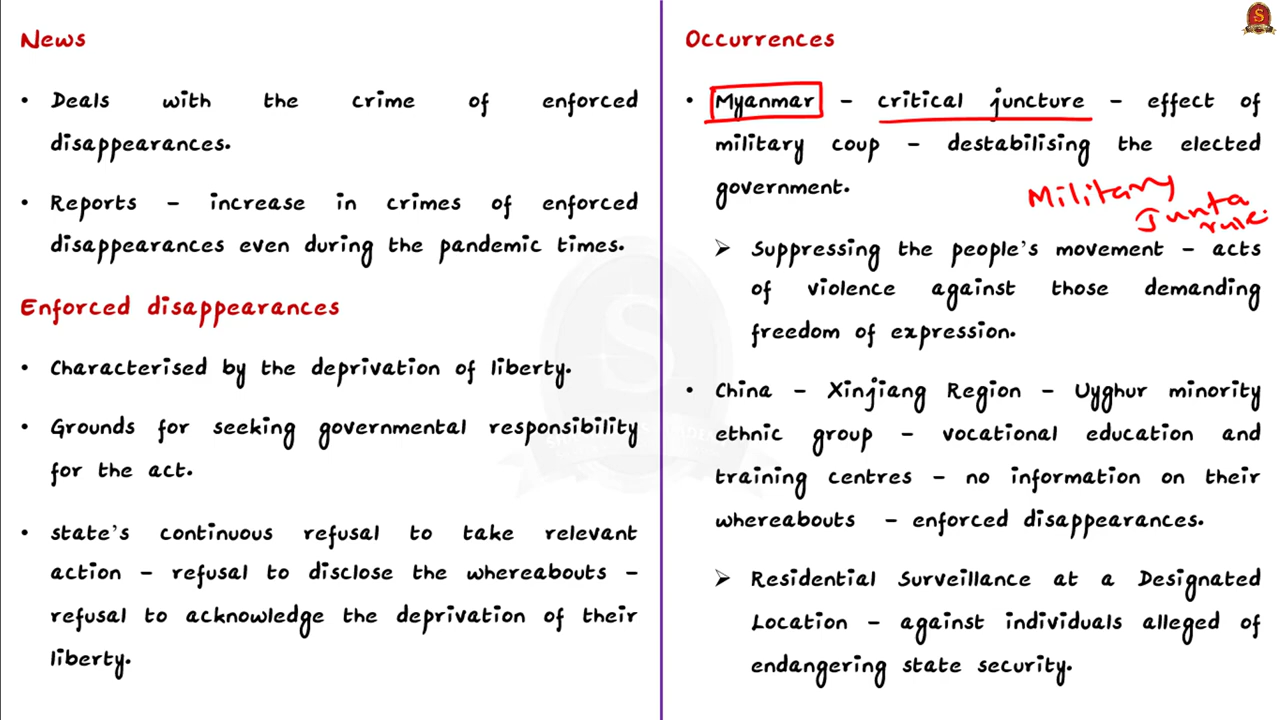 News
• Deals with the crime of enforced
disappearances.
• Reports – increase in crimes of enforced
disappearances even during the pandemic times.
Enforced disappearances
• Characterised by the deprivation of liberty.
• Grounds for seeking governmental responsibility
for the act.
• state's continuous refusal to take relevant
action – refusal to disclose the whereabouts –
refusal to acknowledge the deprivation of their
liberty.
Occurrences
• Myanmar – critical juncture – effect of
military coup – destabilising the elected
government.
Military
Junta
rule.
➢ Suppressing the people's movement – acts
of violence against those demanding
freedom of expression.
• China – Xinjiang Region – Uyghur minority
ethnic group – vocational education and
training centres – no information on their
whereabouts – enforced disappearances.
➢ Residential Surveillance at a Designated
Location – against individuals alleged of
endangering state security.